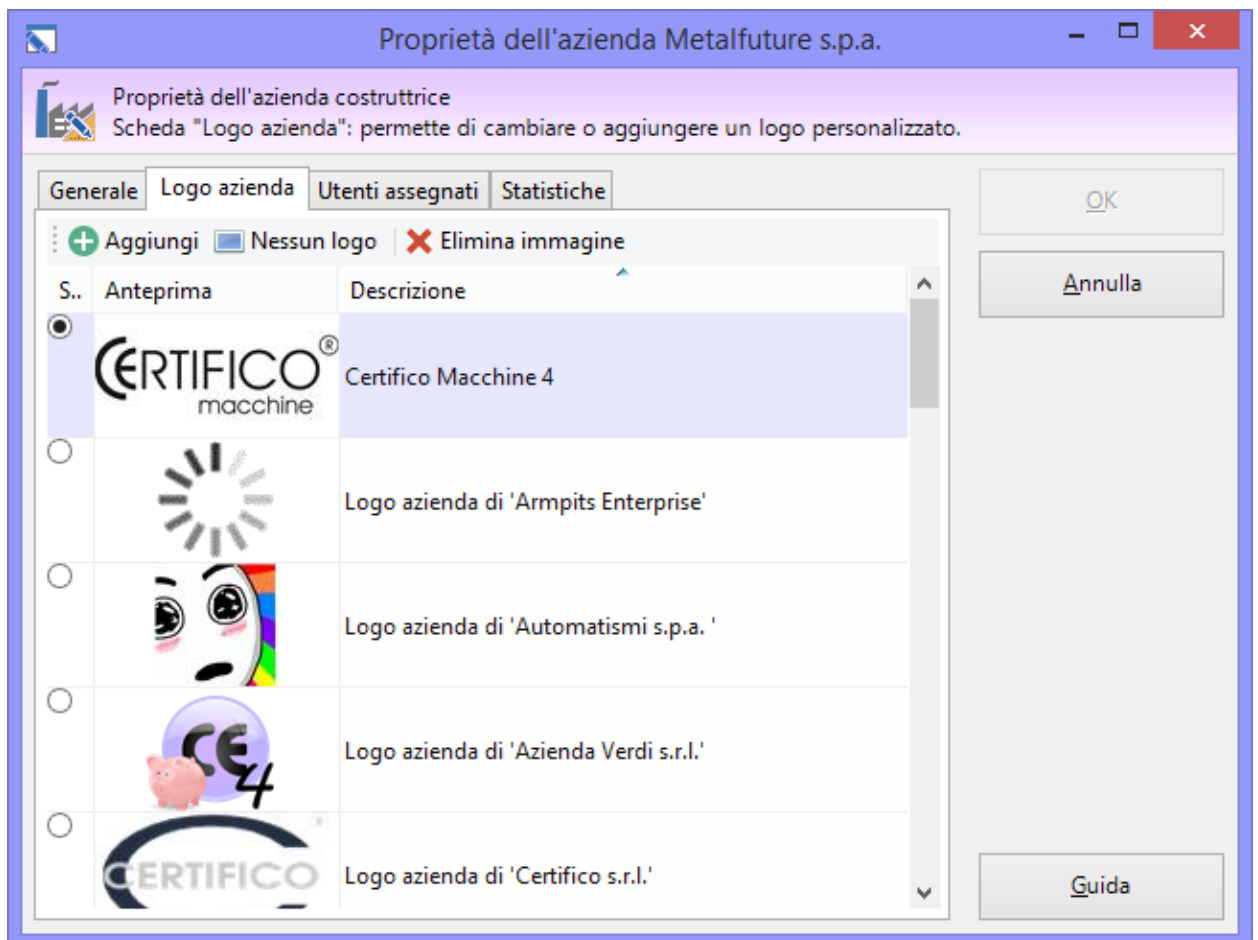 Proprietà dell'azienda Metalfuture s.p.a.
Proprietà dell'azienda costruttrice
Scheda "Logo azienda": permette di cambiare o aggiungere un logo personalizzato.
Generale Logo azienda Utenti assegnati Statistiche
OK
Annulla
Aggiungi Nessun logo Elimina immagine
S.. Anteprima Descrizione
CERTIFICO®
macchine
Certifico Macchine 4
Logo azienda di 'Armpits Enterprise'
Logo azienda di 'Automatismi s.p.a. '
CE 4
Logo azienda di 'Azienda Verdi s.r.l.'
CERTIFICO
Logo azienda di 'Certifico s.r.l.'
Guida